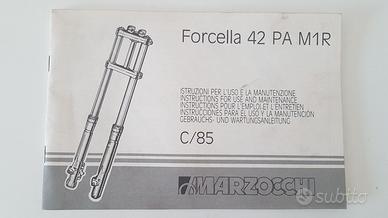 Forcella 42 PA M1R
ISTRUZIONI PER L'USO E LA MANUTENZIONE
INSTRUCTIONS FOR USE AND MAINTENANCE
INSTRUCTIONS POUR L'EMPLOI ET L'ENTRETIEN
INSTRUCCIONES PARA EL USO Y LA MANUTENCIÓN
GEBRAUCHS- UND WARTUNGSANLEITUNG
C/85
MARZOCCHI
subito